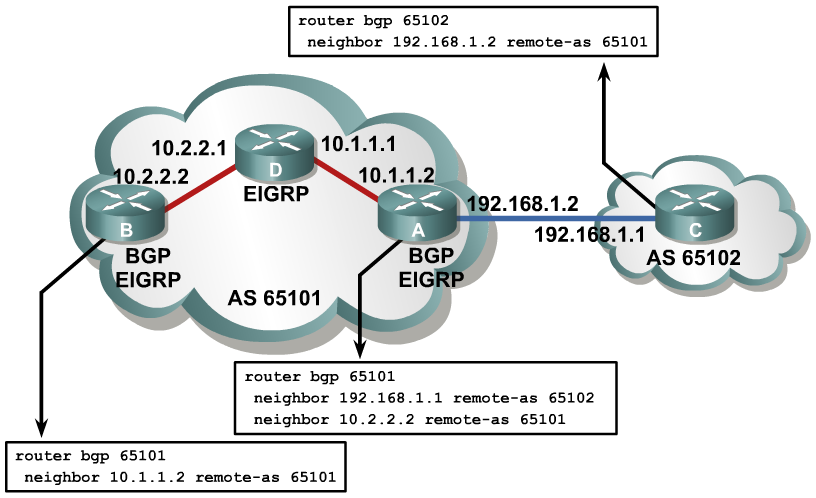 router bgp 65102
neighbor 192.168.1.2 remote-as 65101
10.2.2.1
10.1.1.1
D
10.2.2.2
10.1.1.2
EIGRP
192.168.1.2
B
A
C
192.168.1.1
BGP
EIGRP
BGP
EIGRP
AS 65102
AS 65101
router bgp 65101
neighbor 192.168.1.1 remote-as 65102
neighbor 10.2.2.2 remote-as 65101
router bgp 65101
neighbor 10.1.1.2 remote-as 65101